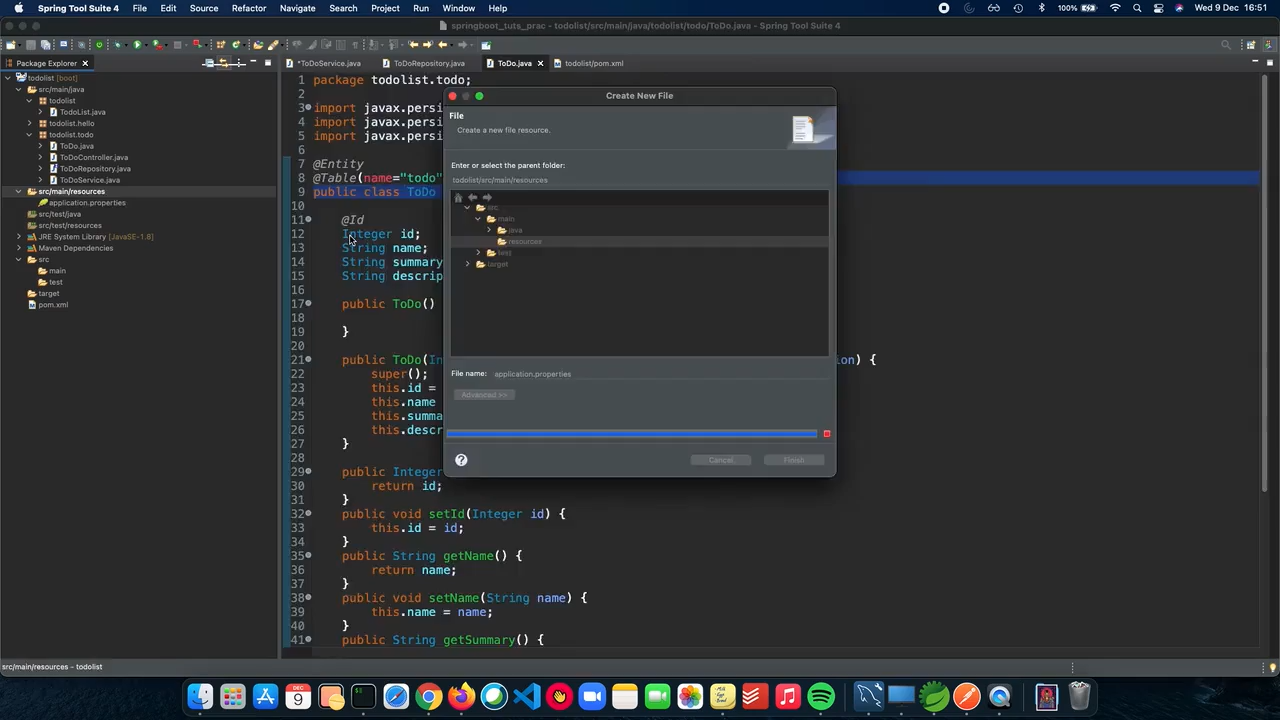 Spring Tool Suite 4 File Edit Source Refactor Navigate Search Project Run Window Help 100% Wed 9 Dec 16:51
springboot_tuts_prac - todolist/src/main/java/todolist/todo/ToDo.java - Spring Tool Suite 4
Package Explorer
*ToDoService.java ToDoRepository.java ToDo.java todolist/pom.xml
todolist [boot]
src/main/java
todolist
TodoList.java
todolist.hello
todolist.todo
ToDo.java
ToDoController.java
ToDoRepository.java
ToDoService.java
src/main/resources
application.properties
src/test/java
src/test/resources
JRE System Library [JavaSE-1.8]
Maven Dependencies
src
main
test
target
pom.xml
1 package todolist.todo;
2
3 import javax.persi
4 import javax.persi
5 import javax.persi
6
7 @Entity
8 @Table(name="todo"
9 public class ToDo
10
11 @Id
12 Integer id;
13 String name;
14 String summary
15 String descrip
16
17 public ToDo()
18
19 }
20
21 public ToDo(In ion) {
22 super();
23 this.id =
24 this.name
25 this.summa
26 this.descr
27 }
28
29 public Integer
30 return id;
31 }
32 public void setId(Integer id) {
33 this.id = id;
34 }
35 public String getName() {
36 return name;
37 }
38 public void setName(String name) {
39 this.name = name;
40 }
41 public String getSummary() {
Create New File
File
Create a new file resource.
Enter or select the parent folder:
todolist/src/main/resources
src
main
java
resources
test
target
File name: application.properties
Advanced >>
?
Cancel
Finish
src/main/resources - todolist